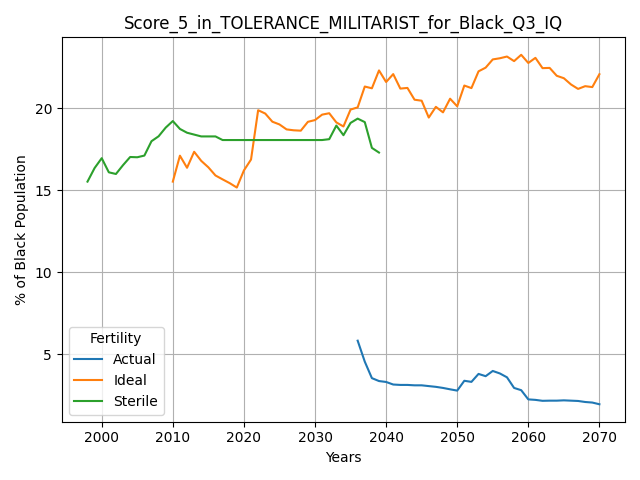 Score_5_in_TOLERANCE_MILITARIST_for_Black_Q3_IQ
% of Black Population
20
15
10
5
Fertility
Actual
Ideal
Sterile
2000 2010 2020 2030 2040 2050 2060 2070
Years